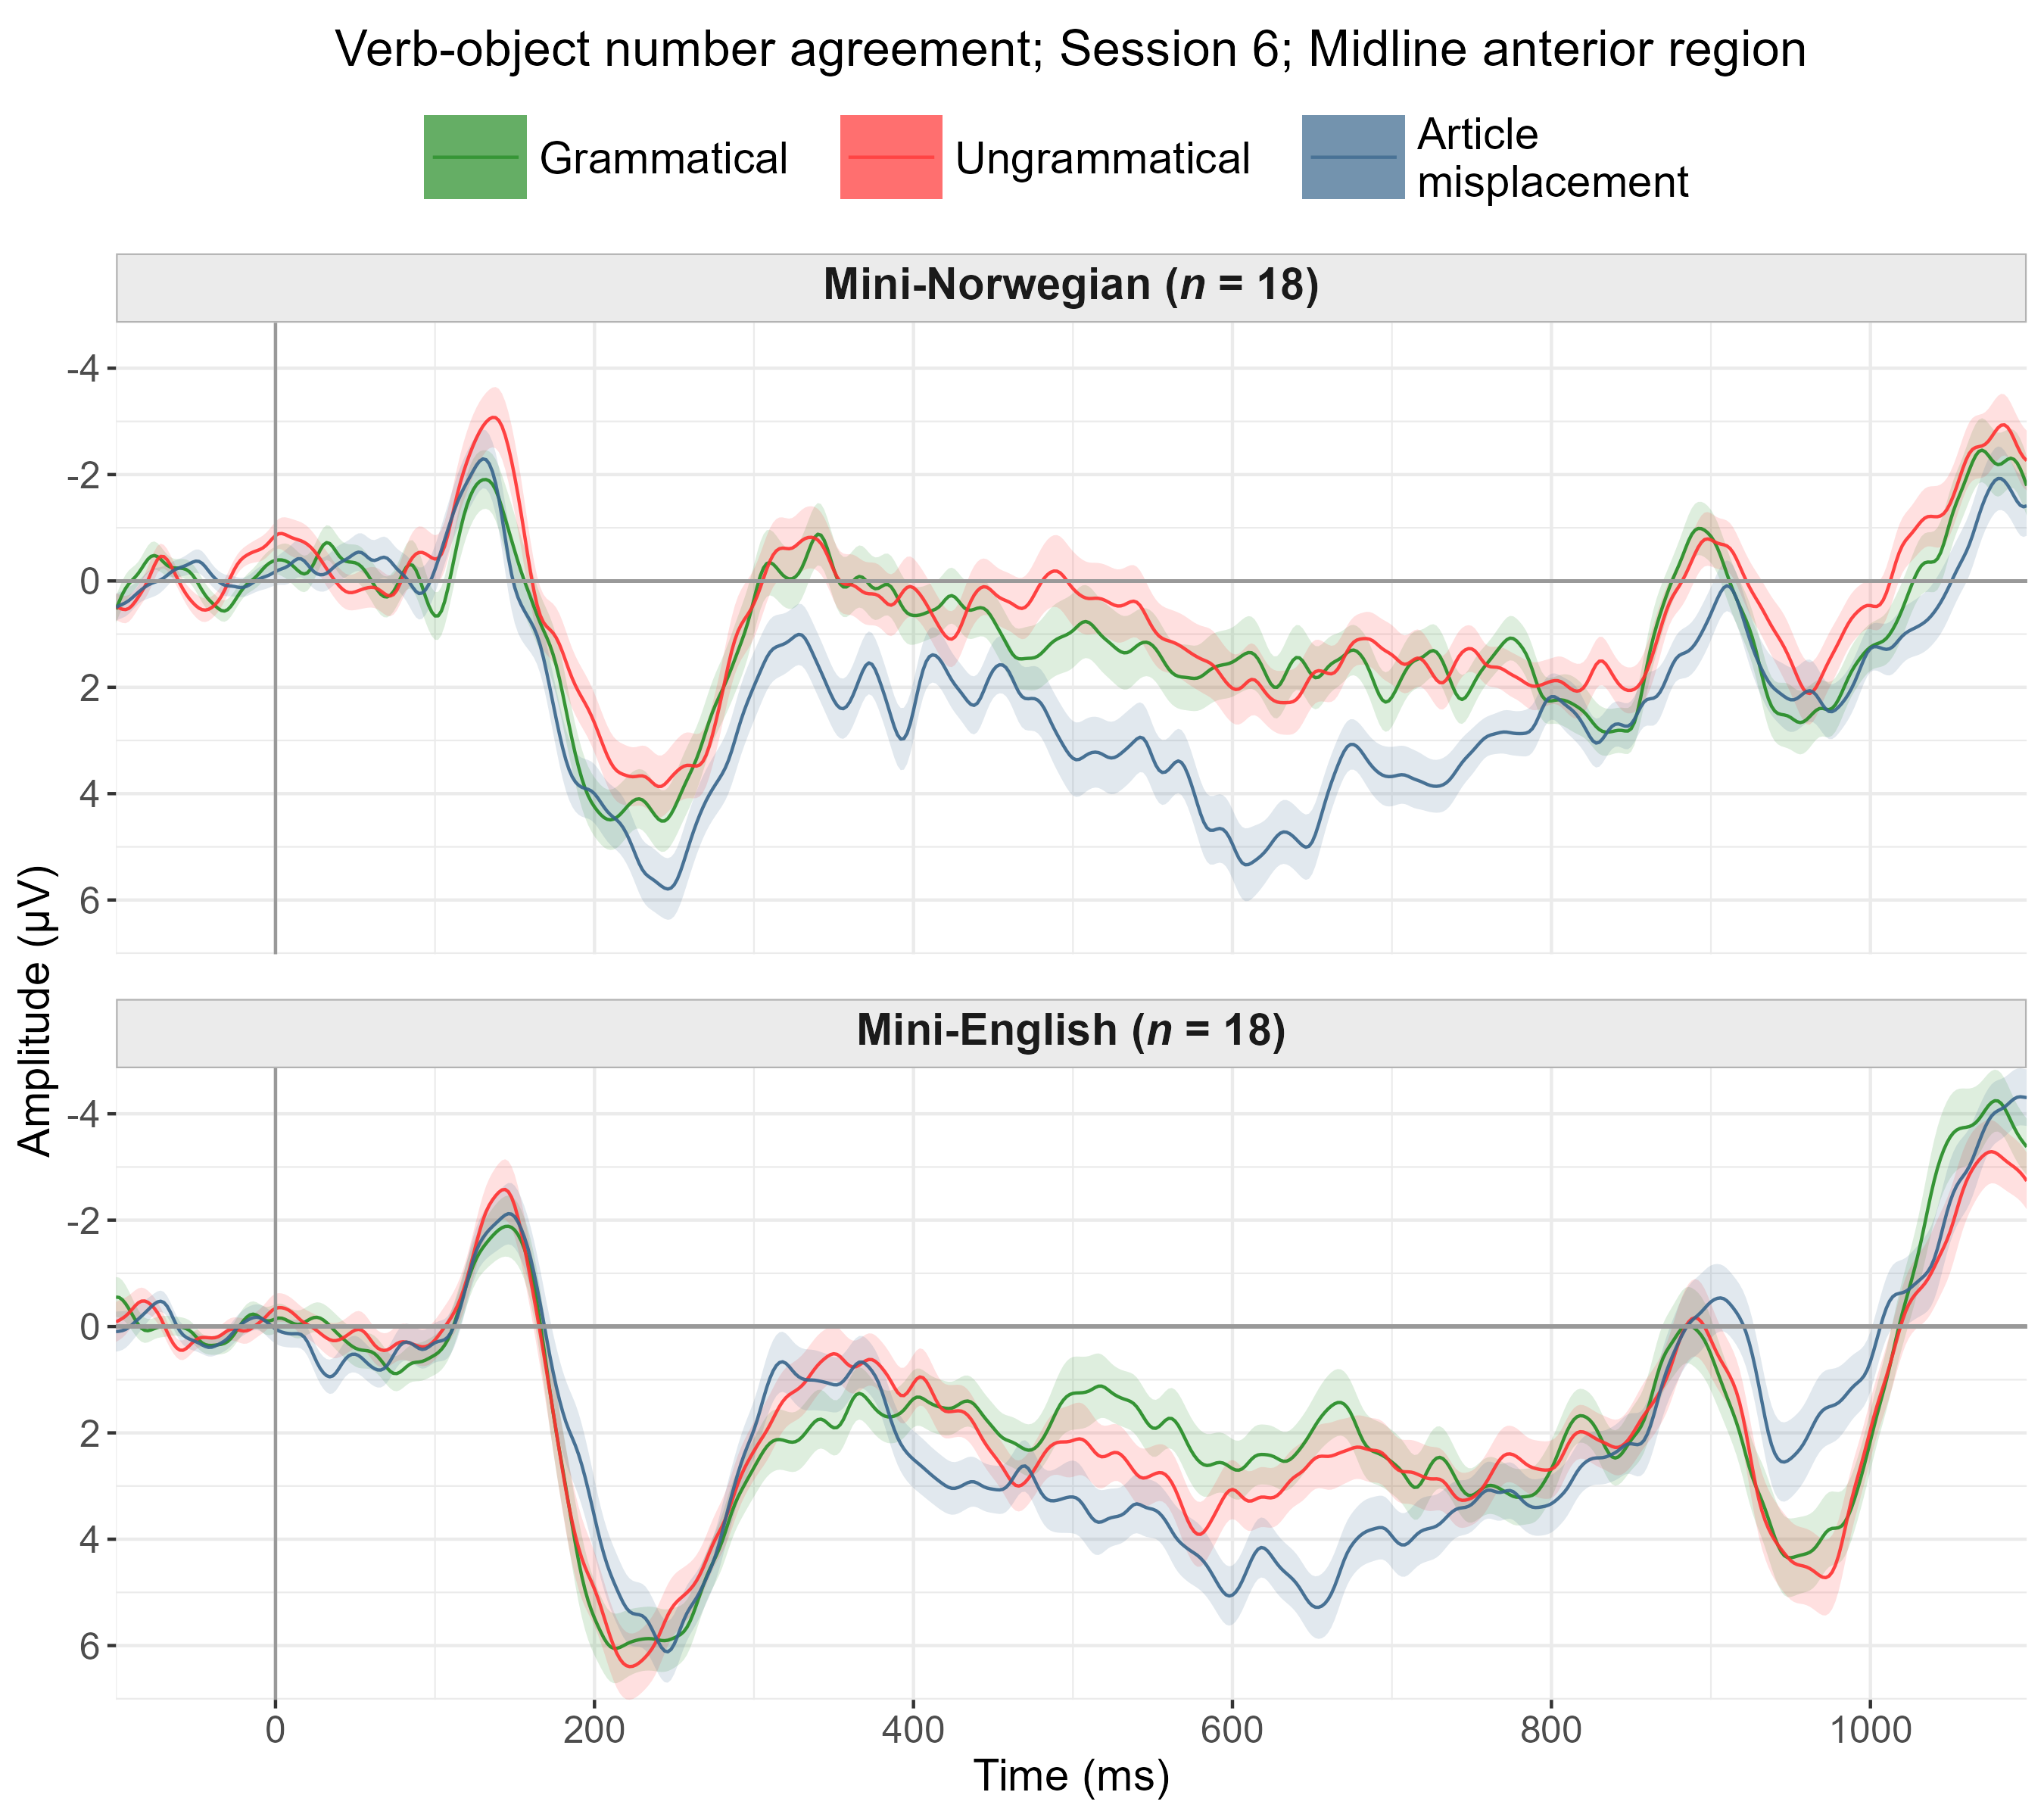 Verb-object number agreement; Session 6; Midline anterior region
Grammatical
Ungrammatical
Article
misplacement
Mini-Norwegian (n = 18)
-4
-2
0
2
4
6
Amplitude (µV)
Mini-English (n = 18)
-4
-2
0
2
4
6
0 200 400 600 800 1000
Time (ms)